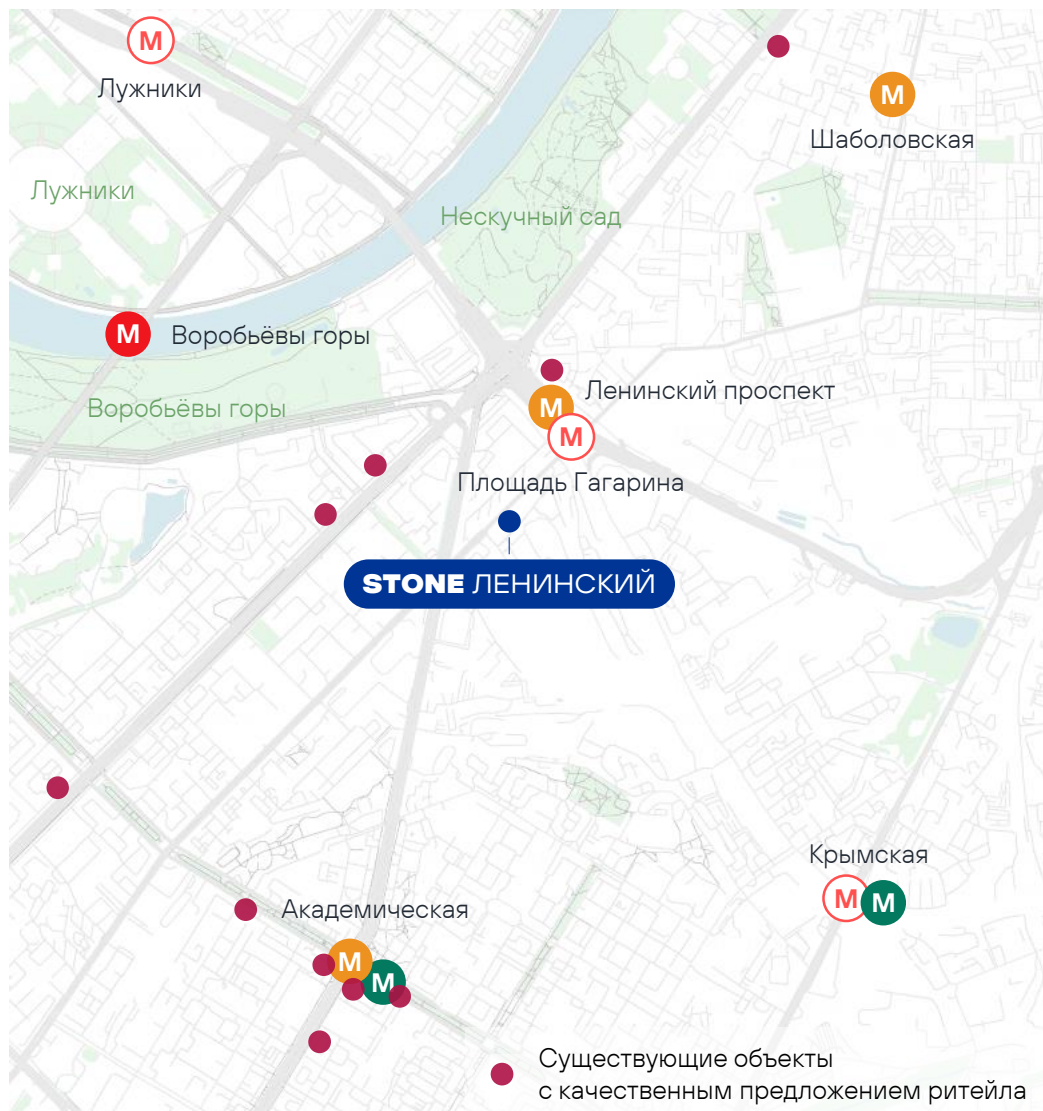 М
Лужники
М
Шаболовская
Лужники
Нескучный сад
М
Воробьёвы горы
Воробьёвы горы
Ленинский проспект
М
М
Площадь Гагарина
STONE ЛЕНИНСКИЙ
Крымская
М
М
Академическая
М
М
Существующие объекты
с качественным предложением ритейла